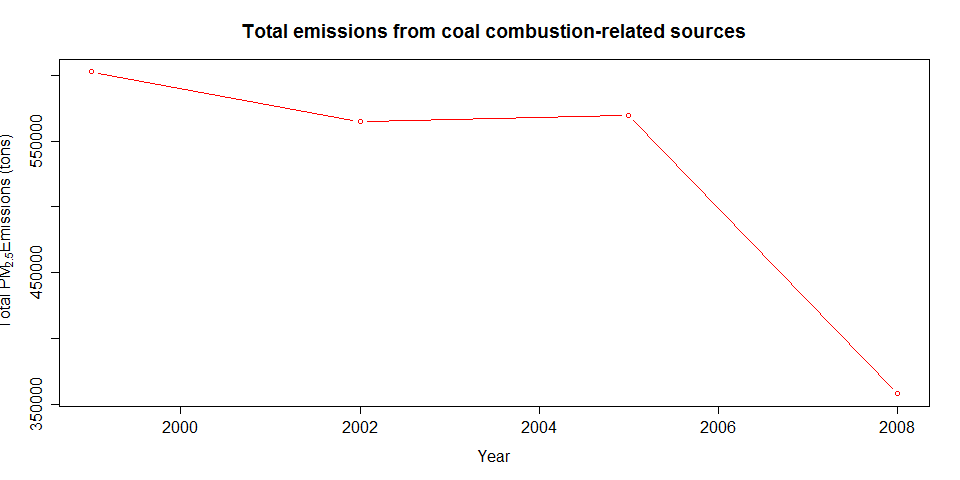 Total emissions from coal combustion-related sources
Total PM2.5Emissions (tons)
550000
450000
350000
2000 2002 2004 2006 2008
Year